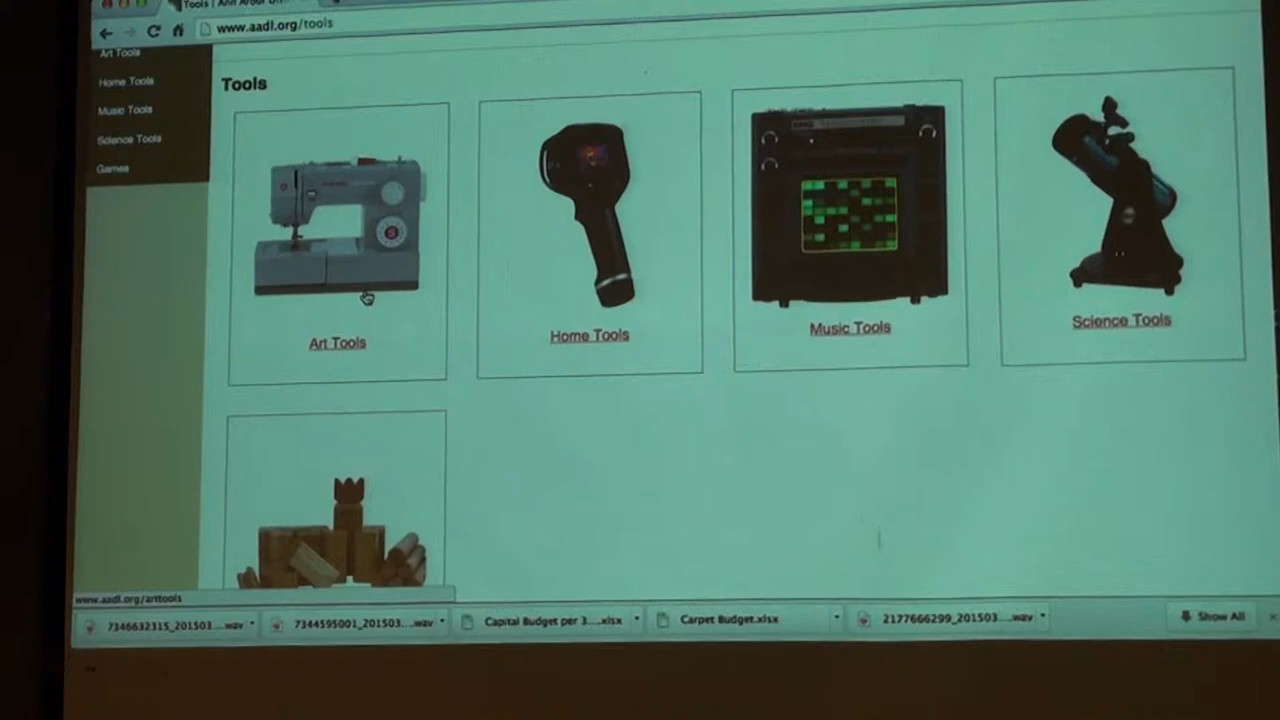 Tools | Ann Arbor Di
www.aadl.org/tools
Art Tools
Home Tools
Music Tools
Science Tools
Games
Tools
Art Tools
Home Tools
Music Tools
Science Tools
www.aadl.org/arttools
7346632315_201503....wav
7344595001_201503....wav
Capital Budget per 3....xlsx
Carpet Budget.xlsx
2177666299_201503....wav
Show All